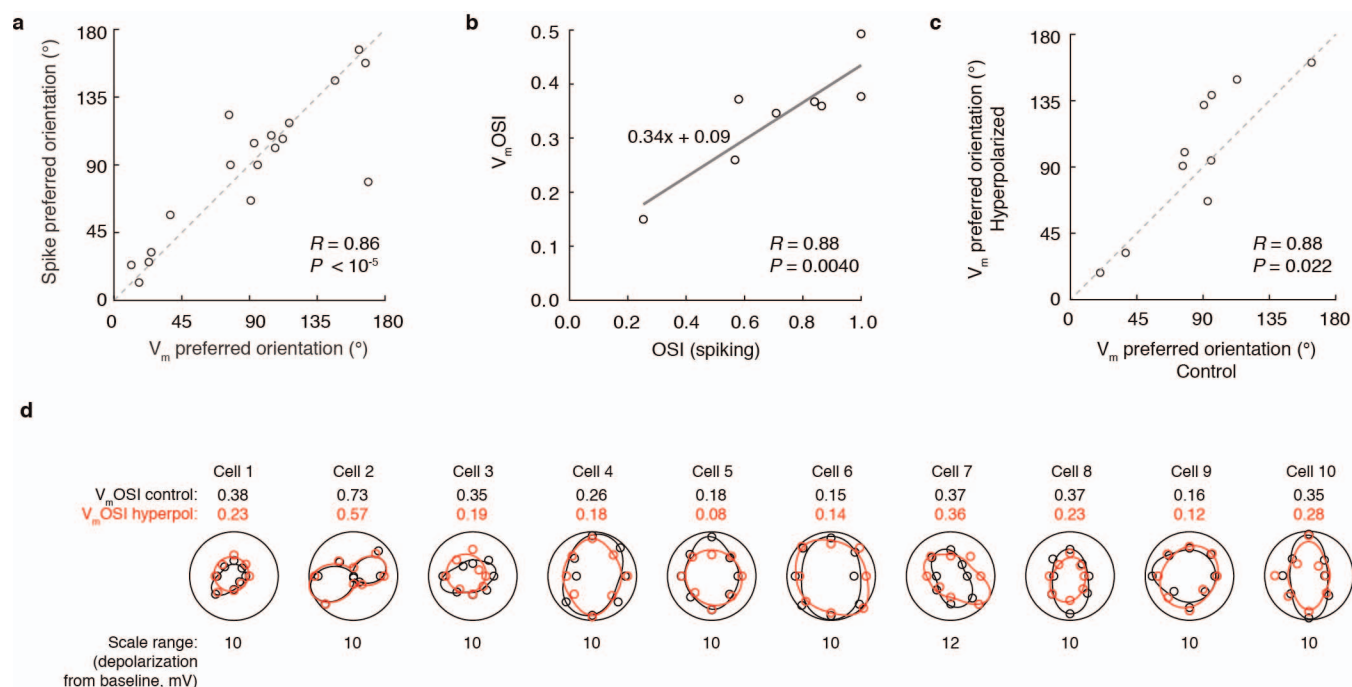 a
Spike preferred orientation (°)
180
135
90
45
0
0 45 90 135 180
V_m preferred orientation (°)
R = 0.86
P < 10^-5
b
V_m OSI
0.5
0.4
0.3
0.2
0.1
0.0
0.0 0.2 0.4 0.6 0.8 1.0
OSI (spiking)
0.34x + 0.09
R = 0.88
P = 0.0040
c
V_m preferred orientation (°)
Hyperpolarized
180
135
90
45
0
0 45 90 135 180
V_m preferred orientation (°)
Control
R = 0.88
P = 0.022
d
Cell 1 Cell 2 Cell 3 Cell 4 Cell 5 Cell 6 Cell 7 Cell 8 Cell 9 Cell 10
V_mOSI control: 0.38 0.73 0.35 0.26 0.18 0.15 0.37 0.37 0.16 0.35
V_mOSI hyperpol: 0.23 0.57 0.19 0.18 0.08 0.14 0.36 0.23 0.12 0.28
Scale range: 10 10 10 10 10 10 12 10 10 10
(depolarization
from baseline, mV)